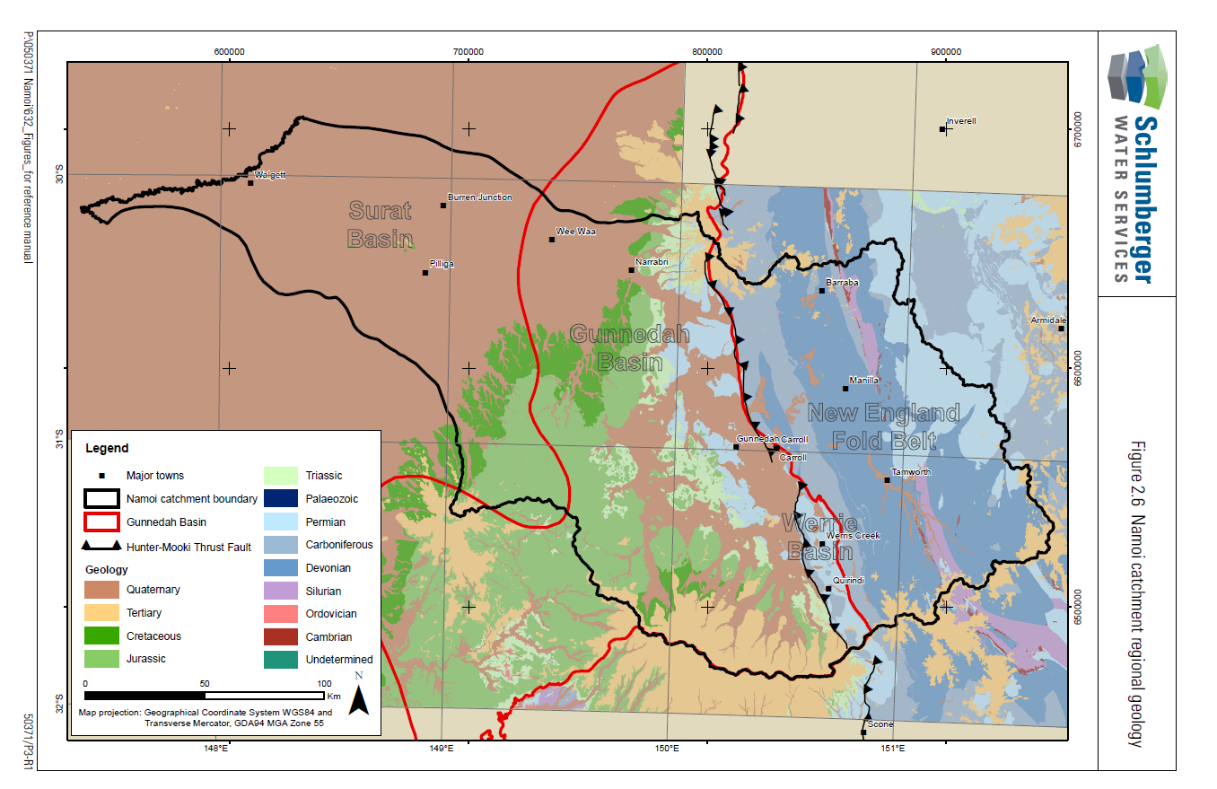 P:\050371 Namoi\632_Figures_for reference manual
50371/P3-R1
600000
700000
800000
900000
6700000
6600000
6500000
30°S
31°S
32°S
148°E
149°E
150°E
151°E
Inverell
Walgett
Burren Junction
Surat
Basin
Wee Waa
Pilliga
Narrabri
Barraba
Armidale
Gunnedah
Basin
Manilla
New England
Fold Belt
Gunnedah
Carroll
Carroll
Tamworth
Werrie
Basin
Werris Creek
Quirindi
Scone
Legend
Major towns
Namoi catchment boundary
Gunnedah Basin
Hunter-Mooki Thrust Fault
Geology
Quaternary
Tertiary
Cretaceous
Jurassic
Triassic
Palaeozoic
Permian
Carboniferous
Devonian
Silurian
Ordovician
Cambrian
Undetermined
0 50 100
Km
N
Map projection: Geographical Coordinate System WGS84 and
Transverse Mercator, GDA94 MGA Zone 55
Schlumberger
WATER SERVICES
Figure 2.6 Namoi catchment regional geology